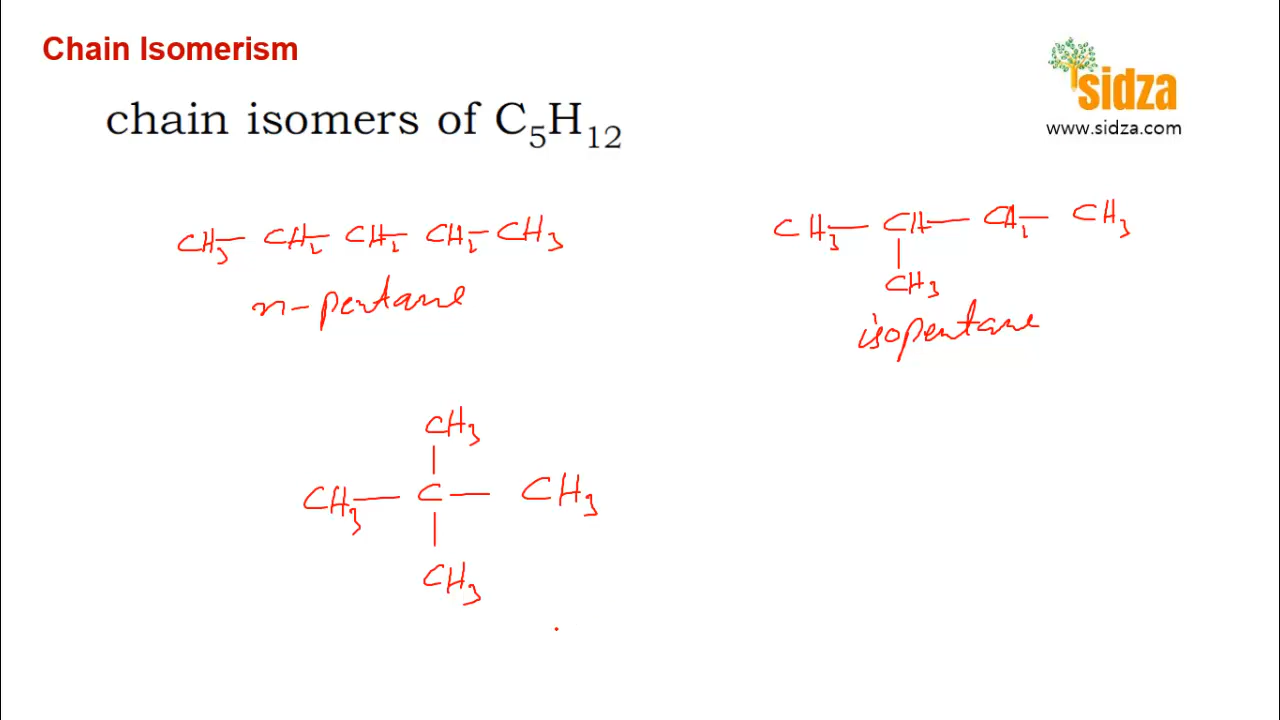 Chain Isomerism
sidza
www.sidza.com
chain isomers of C₅H₁₂
CH₃— CH₂— CH₂— CH₂— CH₃
n-pentane
CH₃— CH— CH₂— CH₃
|
CH₃
isopentane
CH₃
|
CH₃— C — CH₃
|
CH₃